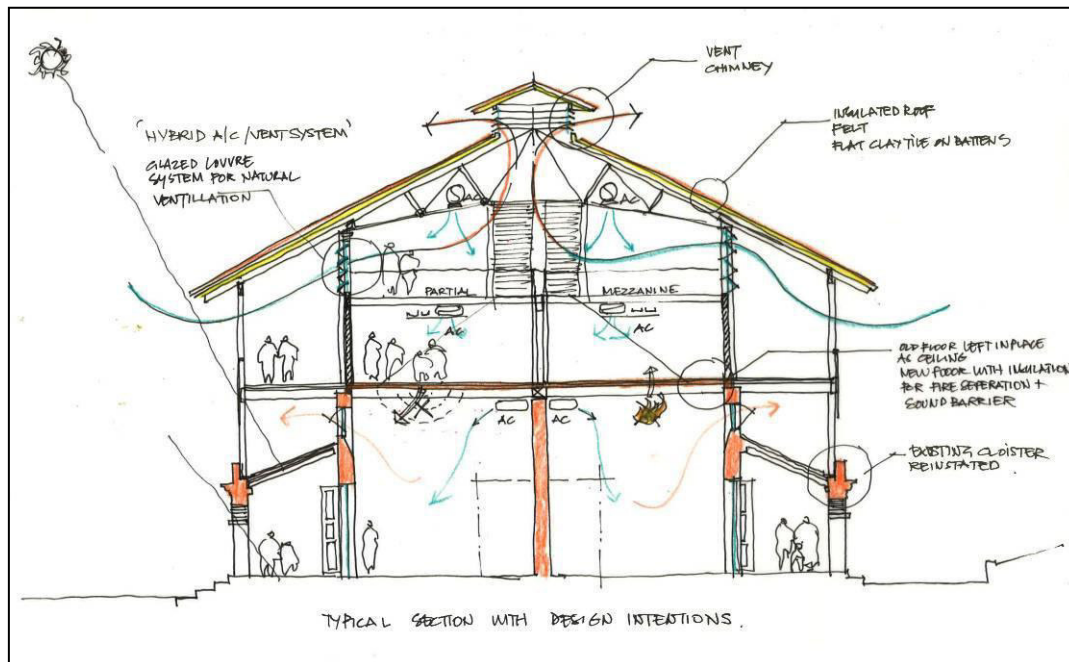 VENT
CHIMNEY
'HYBRID A/C/VENT SYSTEM'
GLAZED LOUVRE
SYSTEM FOR NATURAL
VENTILLATION
INSULATED ROOF
FELT
FLAT CLAY TILE ON BATTENS
AC
AC
PARTIAL
MEZZANINE
AC
AC
OLD FLOOR LEFT IN PLACE
AS CEILING
NEW FLOOR WITH INSULATION
FOR FIRE SEPERATION +
SOUND BARRIER
AC
AC
EXISTING CLOISTER
REINSTATED
TYPICAL SECTION WITH DESIGN INTENTIONS.